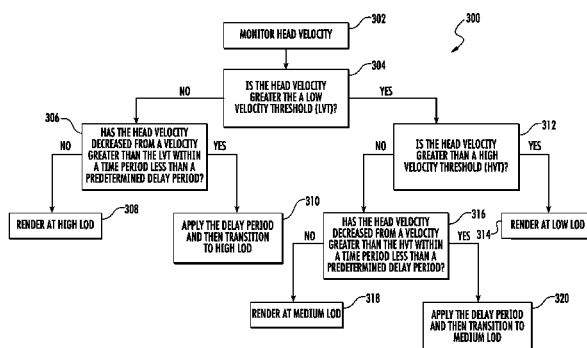 302
300
MONITOR HEAD VELOCITY
304
IS THE HEAD VELOCITY
GREATER THE A LOW
VELOCITY THRESHOLD (LVT)?
NO
YES
306
HAS THE HEAD VELOCITY
DECREASED FROM A VELOCITY
GREATER THAN THE LVT WITHIN
A TIME PERIOD LESS THAN A
PREDETERMINED DELAY PERIOD?
312
IS THE HEAD VELOCITY
GREATER THAN A HIGH
VELOCITY THRESHOLD (HVT)?
NO
YES
NO
YES
RENDER AT HIGH LOD
308
310
APPLY THE DELAY PERIOD
AND THEN TRANSITION
TO HIGH LOD
316
HAS THE HEAD VELOCITY
DECREASED FROM A VELOCITY
GREATER THAN THE HVT WITHIN
A TIME PERIOD LESS THAN A
PREDETERMINED DELAY PERIOD?
RENDER AT LOW LOD
314
NO
YES
RENDER AT MEDIUM LOD
318
APPLY THE DELAY PERIOD
AND THEN TRANSITION TO
MEDIUM LOD
320